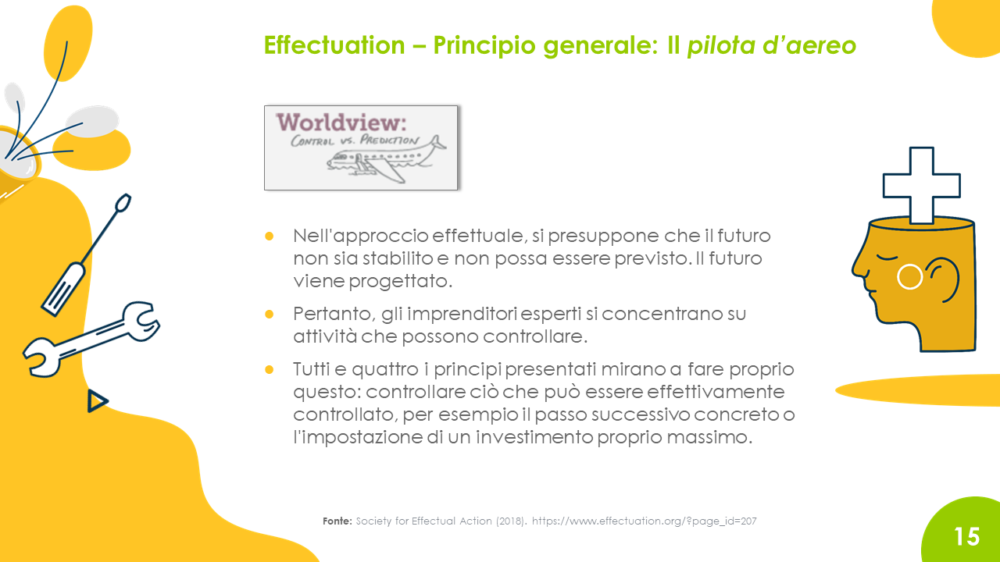 Effectuation – Principio generale: Il pilota d’aereo
Worldview:
CONTROL VS. PREDICTION
● Nell'approccio effettuale, si presuppone che il futuro
non sia stabilito e non possa essere previsto. Il futuro
viene progettato.
● Pertanto, gli imprenditori esperti si concentrano su
attività che possono controllare.
● Tutti e quattro i principi presentati mirano a fare proprio
questo: controllare ciò che può essere effettivamente
controllato, per esempio il passo successivo concreto o
l'impostazione di un investimento proprio massimo.
Fonte: Society for Effectual Action (2018). https://www.effectuation.org/?page_id=207
15